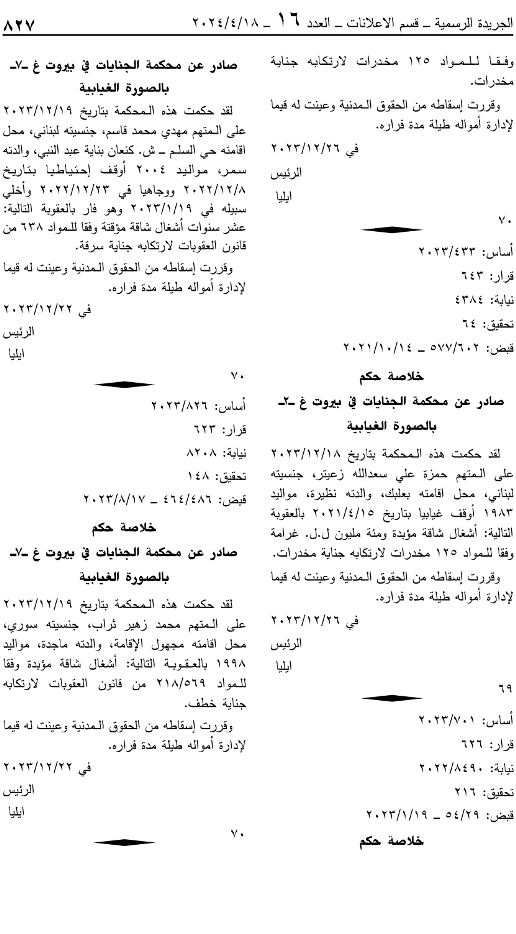 الجريدة الرسمية ــ قسم الاعلانات ــ العدد ١٦ ــ ٢٠٢٤/٤/١٨
٨٢٧
وفـقـا لـلـمـواد ١٢٥ مخدرات لارتكابه جناية
مخدرات.
وقررت إسقاطه من الحقوق المدنية وعينت له قيما
لإدارة أمواله طيلة مدة فراره.
في ٢٠٢٣/١٢/٢٦
الرئيس
ايليا
٧٠
أساس: ٢٠٢٣/٤٣٣
قرار: ٦٤٣
نيابة: ٤٣٨٤
تحقيق: ٦٤
قبض: ٥٧٧/٦٠٢ ــ ٢٠٢١/١٠/١٤
خلاصة حكم
صادر عن محكمة الجنايات في بيروت غ ــ٢ــ
بالصورة الغيابية
لقد حكمت هذه المحكمة بتاريخ ٢٠٢٣/١٢/١٨
على المتهم حمزة علي سعدالله زعيتر، جنسيته
لبناني، محل اقامته بعلبك، والدته نظيرة، مواليد
١٩٨٣ أوقف غيابيا بتاريخ ٢٠٢١/٤/١٥ بالعقوبة
التالية: أشغال شاقة مؤبدة ومئة مليون ل.ل. غرامة
وفقا للمواد ١٢٥ مخدرات لارتكابه جناية مخدرات.
وقررت إسقاطه من الحقوق المدنية وعينت له قيما
لإدارة أمواله طيلة مدة فراره.
في ٢٠٢٣/١٢/٢٦
الرئيس
ايليا
٦٩
أساس: ٢٠٢٣/٧٠١
قرار: ٦٢٦
نيابة: ٢٠٢٢/٨٤٩٠
تحقيق: ٢١٦
قبض: ٥٤/٢٩ ــ ٢٠٢٣/١/١٩
خلاصة حكم
صادر عن محكمة الجنايات في بيروت غ ــ٧ــ
بالصورة الغيابية
لقد حكمت هذه المحكمة بتاريخ ٢٠٢٣/١٢/١٩
على المتهم مهدي محمد قاسم، جنسيته لبناني، محل
اقامته حي السلم ــ ش. كنعان بناية عبد النبي، والدته
سمر، مواليد ٢٠٠٤ أوقف إحتياطيا بتاريخ
٢٠٢٢/١٢/٨ ووجاهيا في ٢٠٢٢/١٢/٢٣ وأخلي
سبيله في ٢٠٢٣/١/١٩ وهو فار بالعقوبة التالية:
عشر سنوات أشغال شاقة مؤقتة وفقا للمواد ٦٣٨ من
قانون العقوبات لارتكابه جناية سرقة.
وقررت إسقاطه من الحقوق المدنية وعينت له قيما
لإدارة أمواله طيلة مدة فراره.
في ٢٠٢٣/١٢/٢٢
الرئيس
ايليا
٧٠
أساس: ٢٠٢٣/٨٢٦
قرار: ٦٢٣
نيابة: ٨٢٠٨
تحقيق: ١٤٨
قبض: ٤٦٤/٤٨٦ ــ ٢٠٢٣/٨/١٧
خلاصة حكم
صادر عن محكمة الجنايات في بيروت غ ــ٧ــ
بالصورة الغيابية
لقد حكمت هذه المحكمة بتاريخ ٢٠٢٣/١٢/١٩
على المتهم محمد زهير ثراب، جنسيته سوري،
محل اقامته مجهول الإقامة، والدته ماجدة، مواليد
١٩٩٨ بالعقوبة التالية: أشغال شاقة مؤبدة وفقا
للمواد ٢١٨/٥٦٩ من قانون العقوبات لارتكابه
جناية خطف.
وقررت إسقاطه من الحقوق المدنية وعينت له قيما
لإدارة أمواله طيلة مدة فراره.
في ٢٠٢٣/١٢/٢٢
الرئيس
ايليا
٧٠